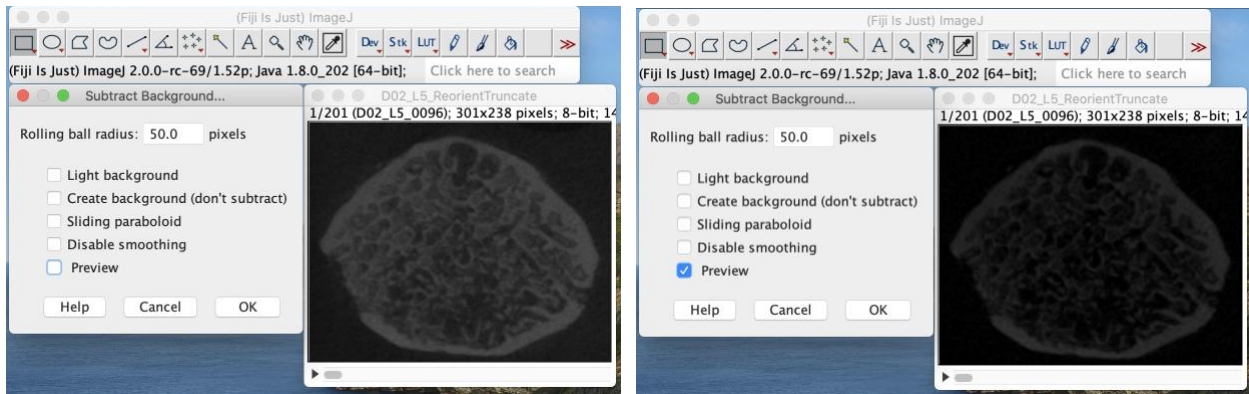 (Fiji Is Just) ImageJ
A Dev Stk LUT >>
(Fiji Is Just) ImageJ 2.0.0-rc-69/1.52p; Java 1.8.0_202 [64-bit]; Click here to search
Subtract Background...
D02_L5_ReorientTruncate
1/201 (D02_L5_0096); 301x238 pixels; 8-bit; 14
Rolling ball radius: 50.0 pixels
Light background
Create background (don't subtract)
Sliding paraboloid
Disable smoothing
Preview
Help Cancel OK
(Fiji Is Just) ImageJ
A Dev Stk LUT >>
(Fiji Is Just) ImageJ 2.0.0-rc-69/1.52p; Java 1.8.0_202 [64-bit]; Click here to search
Subtract Background...
D02_L5_ReorientTruncate
1/201 (D02_L5_0096); 301x238 pixels; 8-bit; 14
Rolling ball radius: 50.0 pixels
Light background
Create background (don't subtract)
Sliding paraboloid
Disable smoothing
Preview
Help Cancel OK